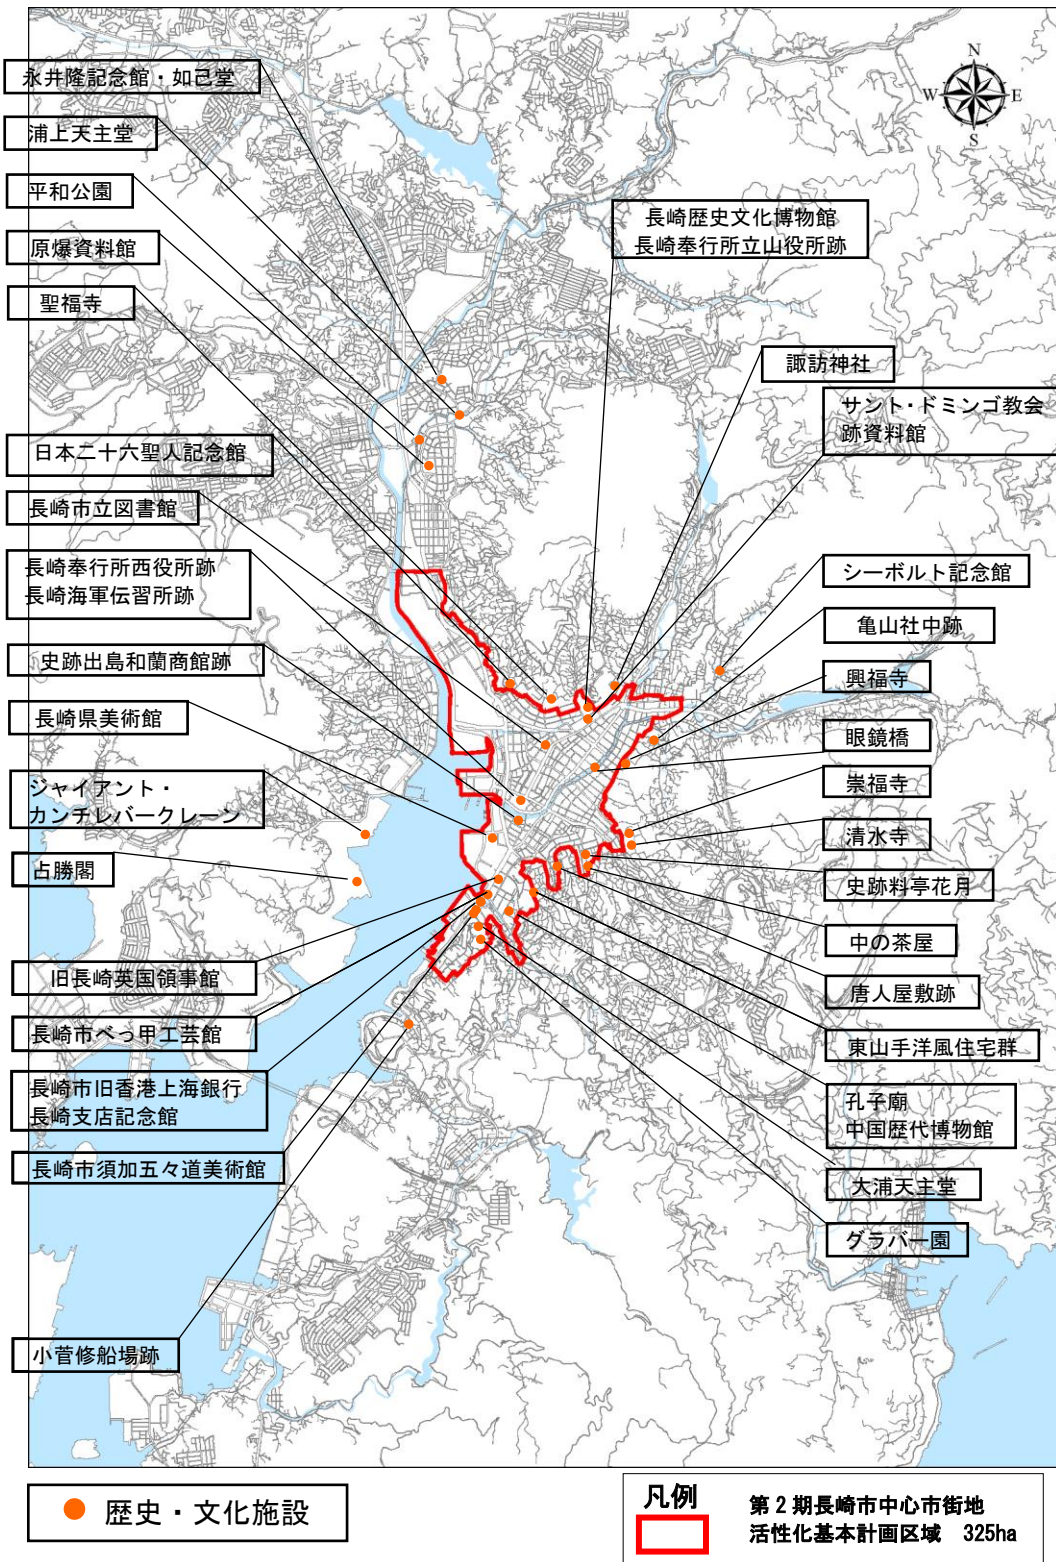 N
W
E
S
永井隆記念館・如己堂
浦上天主堂
平和公園
原爆資料館
聖福寺
日本二十六聖人記念館
長崎市立図書館
長崎奉行所西役所跡
長崎海軍伝習所跡
史跡出島和蘭商館跡
長崎県美術館
ジャイアント・
カンチレバークレーン
占勝閣
旧長崎英国領事館
長崎市べっ甲工芸館
長崎市旧香港上海銀行
長崎支店記念館
長崎市須加五々道美術館
小菅修船場跡
長崎歴史文化博物館
長崎奉行所立山役所跡
諏訪神社
サント・ドミンゴ教会
跡資料館
シーボルト記念館
亀山社中跡
興福寺
眼鏡橋
崇福寺
清水寺
史跡料亭花月
中の茶屋
唐人屋敷跡
東山手洋風住宅群
孔子廟
中国歴代博物館
大浦天主堂
グラバー園
歴史・文化施設
凡例
第２期長崎市中心市街地
活性化基本計画区域　325ha